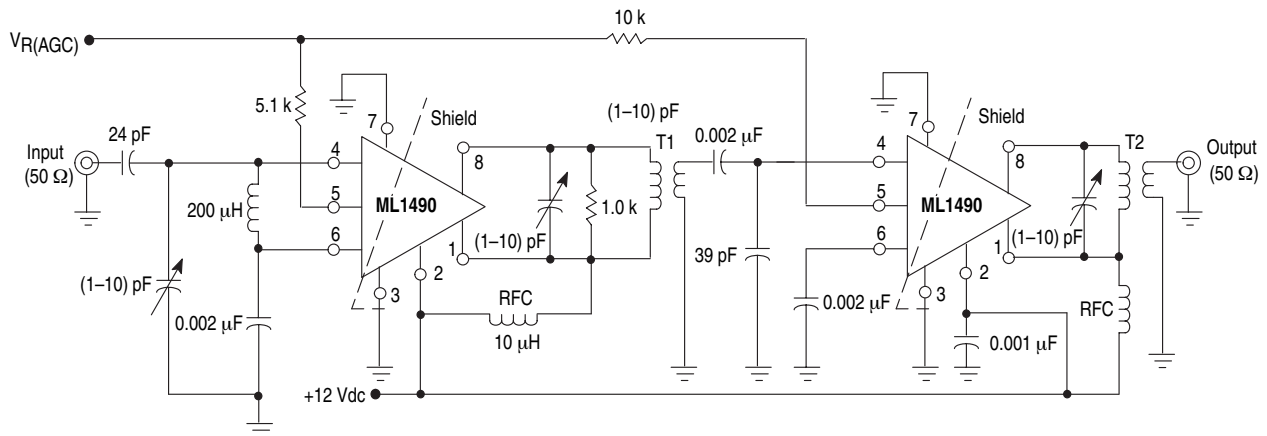 10 k
V_R(AGC)
5.1 k
7
Shield
(1–10) pF
T1
0.002 μF
7
Shield
T2
24 pF
Input
(50 Ω)
4
8
4
8
Output
(50 Ω)
200 μH
5
ML1490
1.0 k
5
ML1490
6
1
(1–10) pF
39 pF
6
1
(1–10) pF
(1–10) pF
2
3
RFC
10 μH
0.002 μF
2
3
RFC
0.002 μF
0.001 μF
+12 Vdc